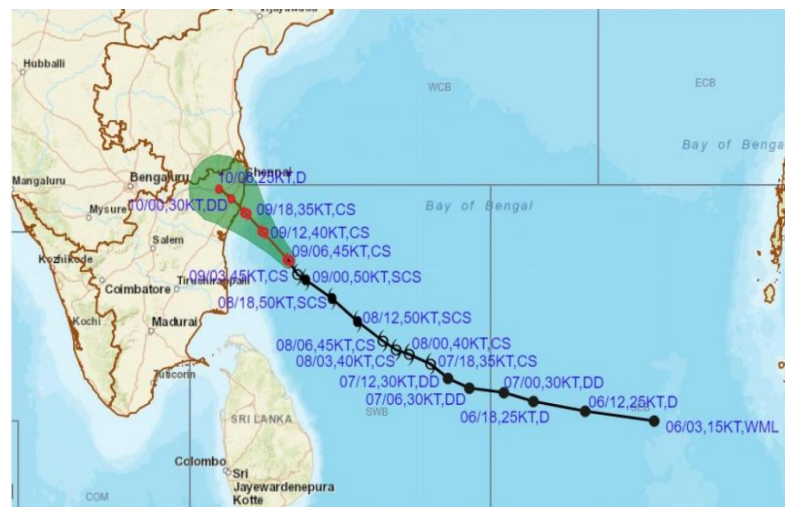 Vijayawada
Hubballi
WCB
ECB
Bay of Benga
Chennai
Bengaluru
10/06,25KT,D
Mangaluru
10/00,30KT,DD
09/18,35KT,CS
Bay of Bengal
Mysure
09/12,40KT,CS
Salem
09/06,45KT,CS
Kozhikode
09/03,45KT,CS
09/00,50KT,SCS
Coimbatore
Tiruchirappalli
08/18,50KT,SCS
Kochi
08/12,50KT,SCS
Madurai
08/06,45KT,CS
08/00,40KT,CS
08/03,40KT,CS
07/18,35KT,CS
Tuticorin
07/12,30KT,DD
07/00,30KT,DD
07/06,30KT,DD
06/12,25KT,D
SWB
SRI LANKA
06/18,25KT,D
06/03,15KT,WML
Colombo
Sri
Jayewardenepura
Kotte
COM